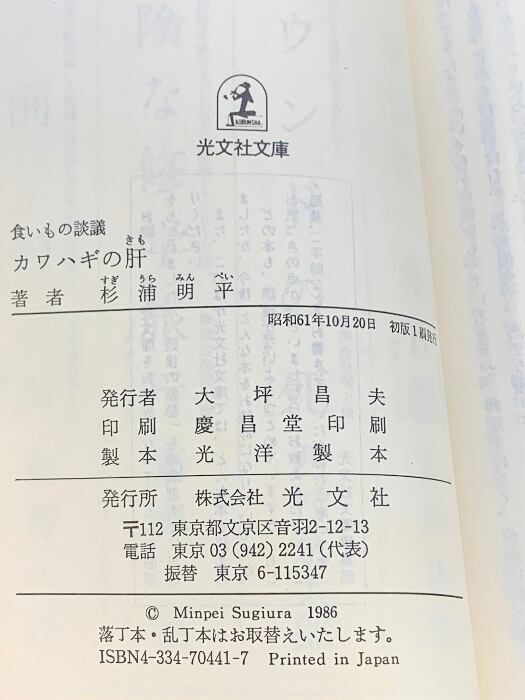 KOBUNSHA
光文社文庫
食いもの談議
カワハギの肝
きも
著者 杉浦明平
すぎ うら みん ぺい
昭和61年10月20日 初版1刷発行
発行者 大坪昌夫
印刷 慶昌堂印刷
製本 光洋製本
発行所 株式会社 光文社
〒112 東京都文京区音羽2-12-13
電話 東京 03 (942) 2241 (代表)
振替 東京 6-115347
© Minpei Sugiura 1986
落丁本・乱丁本はお取替えいたします。
ISBN4-334-70441-7 Printed in Japan